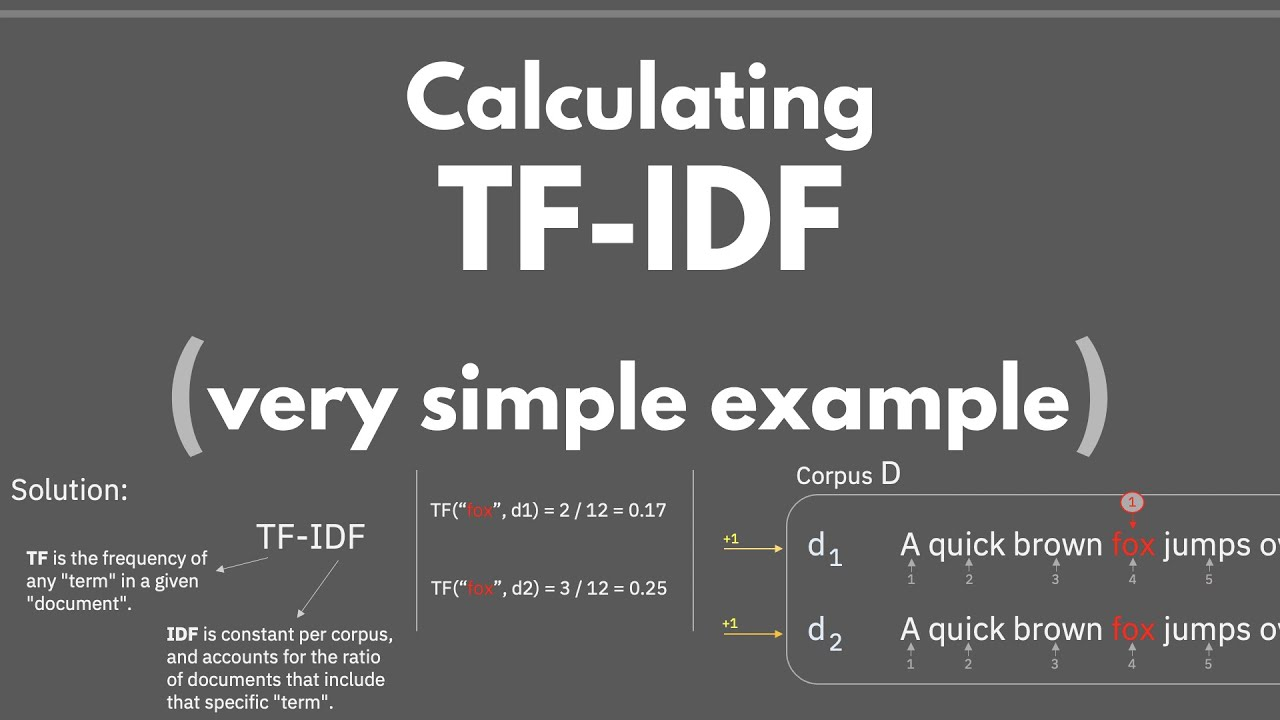 Calculating
TF-IDF
(very simple example)
Solution:
TF-IDF
TF is the frequency of
any "term" in a given
"document".
IDF is constant per corpus,
and accounts for the ratio
of documents that include
that specific "term".
TF(“fox”, d1) = 2 / 12 = 0.17
TF(“fox”, d2) = 3 / 12 = 0.25
Corpus D
1
+1
d1 A quick brown fox jumps
1 2 3 4 5
+1
d2 A quick brown fox jumps
1 2 3 4 5